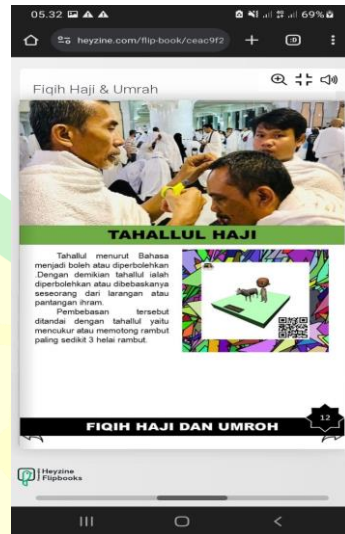 05.32
69%
heyzine.com/flip-book/ceac9f2
:D
Fiqih Haji & Umrah
TAHALLUL HAJI
Tahallul menurut Bahasa
menjadi boleh atau diperbolehkan
.Dengan demikian tahallul ialah
diperbolehkan atau dibebaskanya
seseorang dari larangan atau
pantangan ihram.
Pembebasan tersebut
ditandai dengan tahallul yaitu
mencukur atau memotong rambut
paling sedikit 3 helai rambut.
12
FIQIH HAJI DAN UMROH
Heyzine
Flipbooks